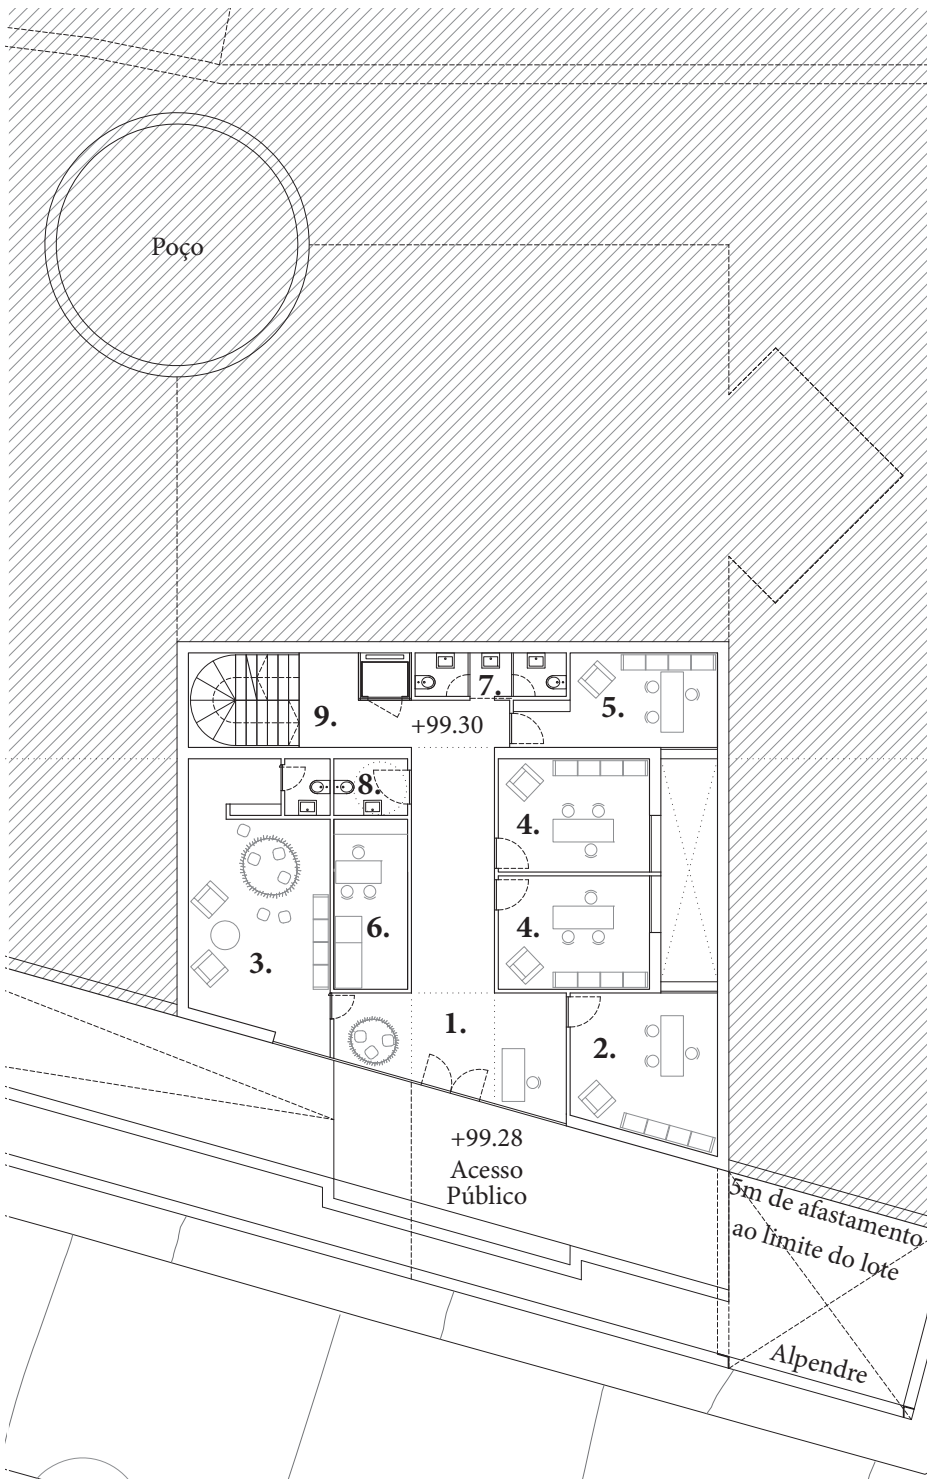 Poço
7.
5.
9.
+99.30
8.
4.
4.
6.
3.
1.
2.
+99.28
Acesso
Público
5m de afastamento
ao limite do lote
Alpendre